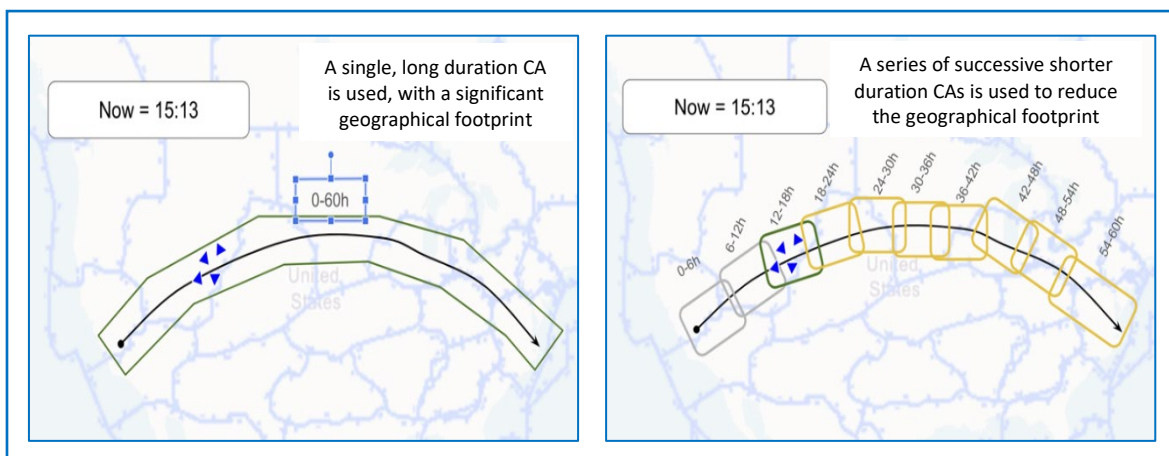 A single, long duration CA
is used, with a significant
geographical footprint
Now = 15:13
0-60h
United
States
A series of successive shorter
duration CAs is used to reduce
the geographical footprint
Now = 15:13
0-6h
6-12h
12-18h
18-24h
24-30h
30-36h
36-42h
42-48h
48-54h
54-60h
United
States